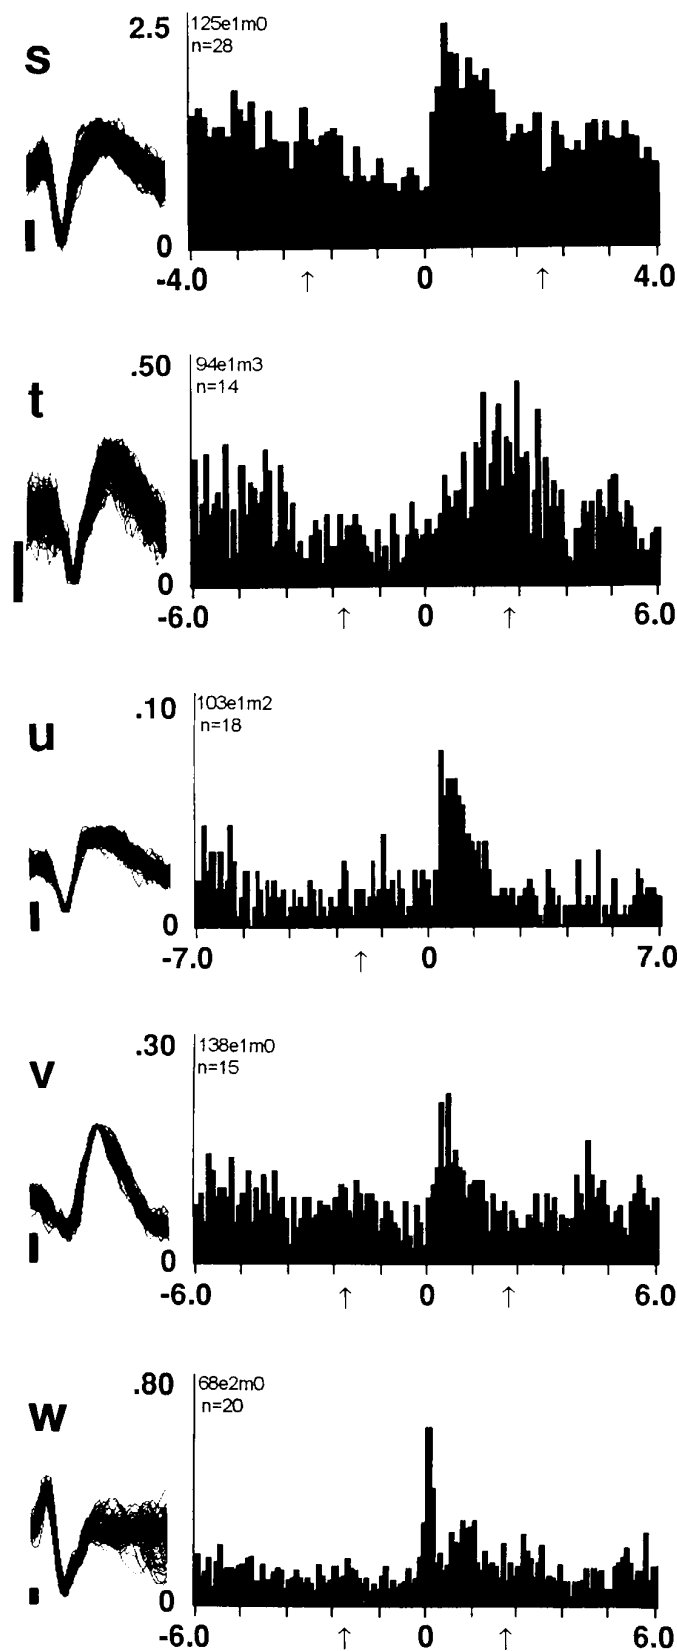 s
2.5
125e1m0
n=28
0
-4.0 0 4.0
↑ ↑
t
.50
94e1m3
n=14
0
-6.0 0 6.0
↑ ↑
u
.10
103e1m2
n=18
0
-7.0 0 7.0
↑
v
.30
138e1m0
n=15
0
-6.0 0 6.0
↑ ↑
w
.80
68e2m0
n=20
0
-6.0 0 6.0
↑ ↑